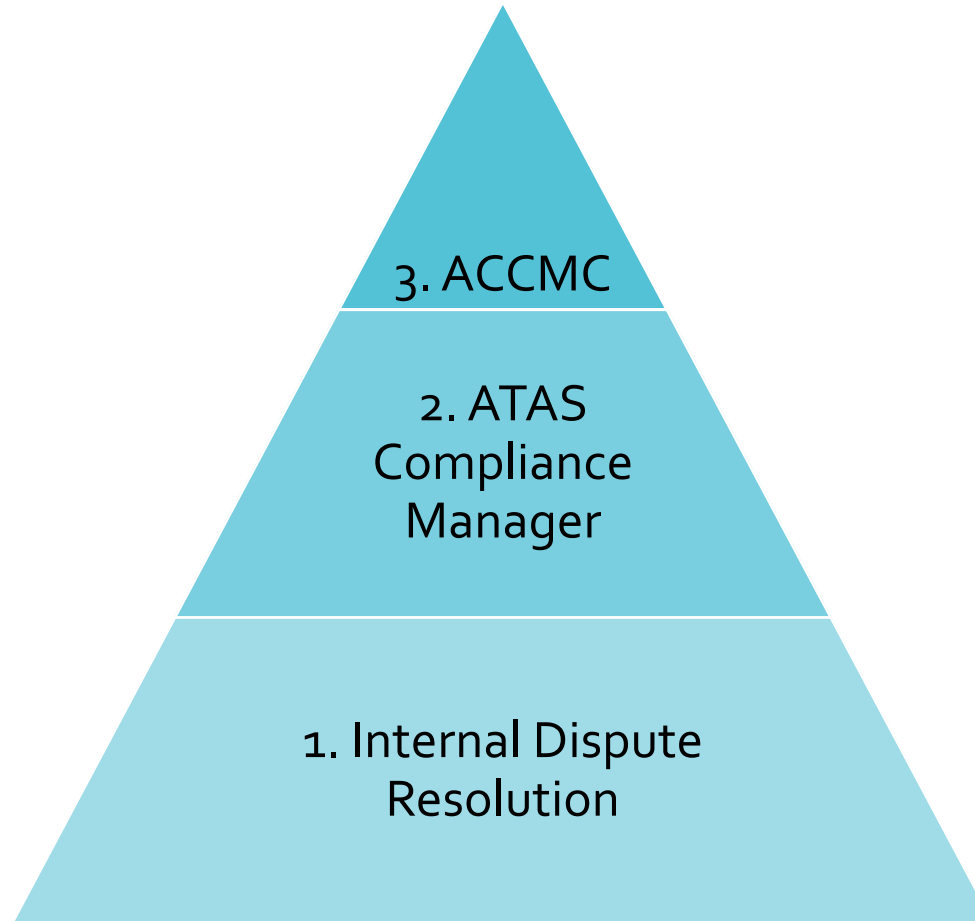 3. ACCMC
2. ATAS
Compliance
Manager
1. Internal Dispute
Resolution